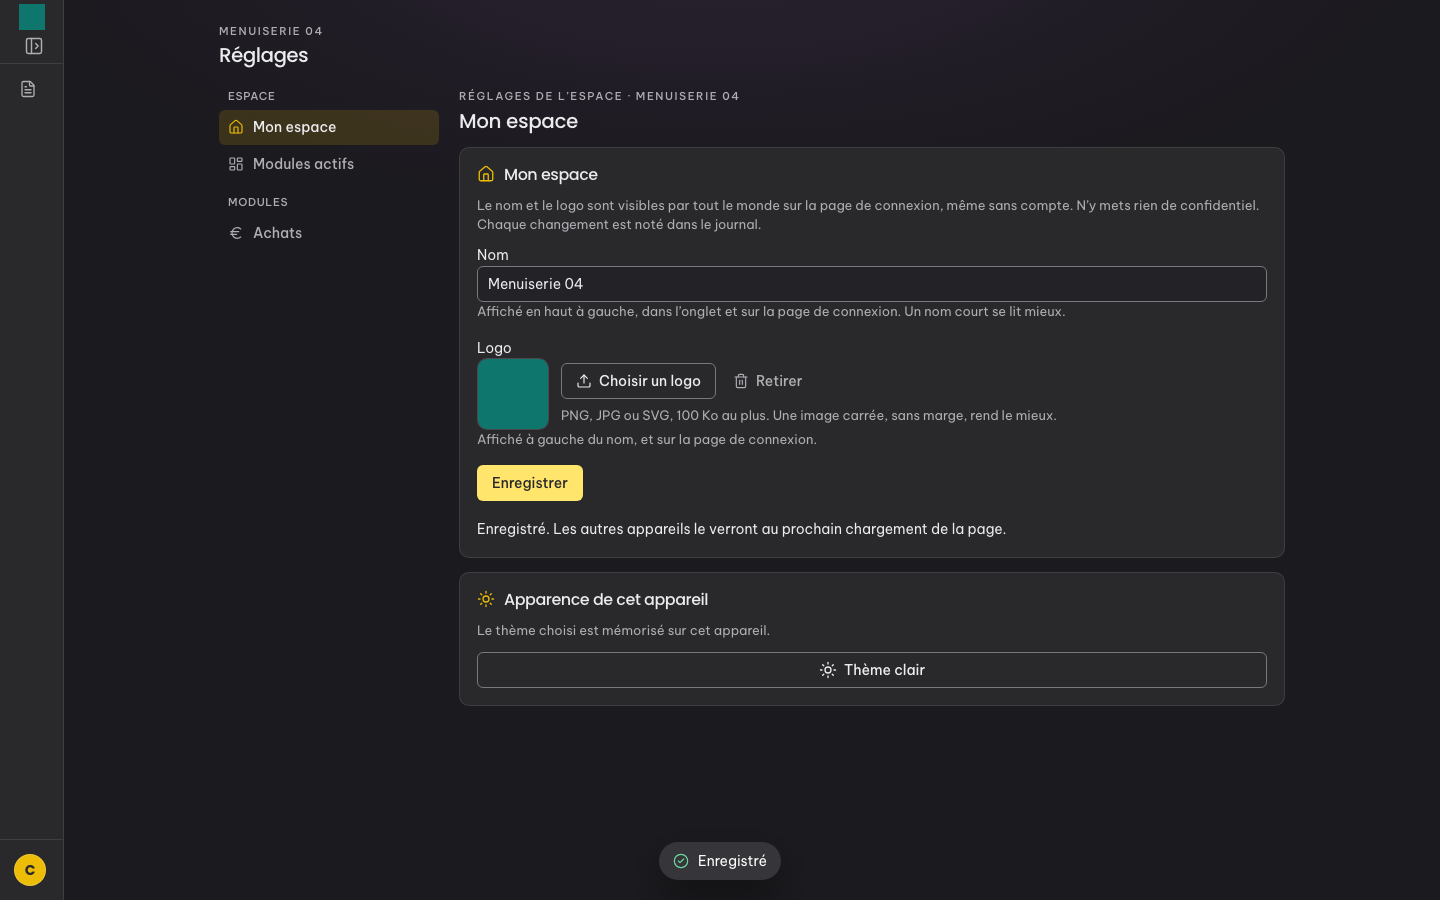 MENUISERIE 04
Réglages
ESPACE
Mon espace
Modules actifs
MODULES
Achats
RÉGLAGES DE L'ESPACE · MENUISERIE 04
Mon espace
Mon espace
Le nom et le logo sont visibles par tout le monde sur la page de connexion, même sans compte. N'y mets rien de confidentiel.
Chaque changement est noté dans le journal.
Nom
Menuiserie 04
Affiché en haut à gauche, dans l'onglet et sur la page de connexion. Un nom court se lit mieux.
Logo
Choisir un logo
Retirer
PNG, JPG ou SVG, 100 Ko au plus. Une image carrée, sans marge, rend le mieux.
Affiché à gauche du nom, et sur la page de connexion.
Enregistrer
Enregistré. Les autres appareils le verront au prochain chargement de la page.
Apparence de cet appareil
Le thème choisi est mémorisé sur cet appareil.
Thème clair
C
Enregistré